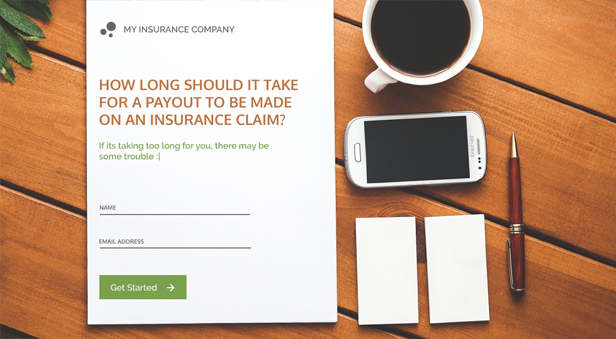 MY INSURANCE COMPANY
HOW LONG SHOULD IT TAKE
FOR A PAYOUT TO BE MADE
ON AN INSURANCE CLAIM?
If its taking too long for you, there may be
some trouble :|
NAME
EMAIL ADDRESS
Get Started
SAMSUNG